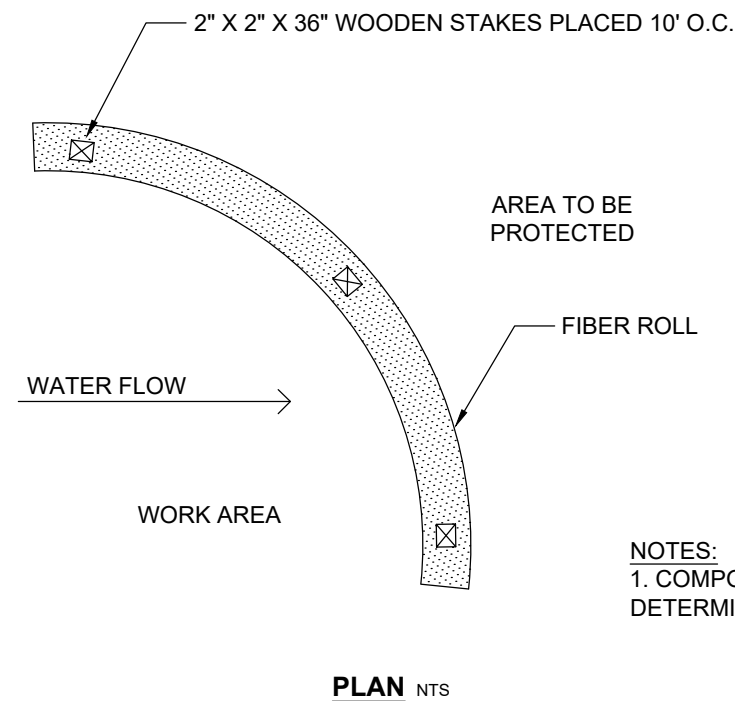 2" X 2" X 36" WOODEN STAKES PLACED 10' O.C.
AREA TO BE
PROTECTED
FIBER ROLL
WATER FLOW
WORK AREA
NOTES:
1.
PLAN NTS